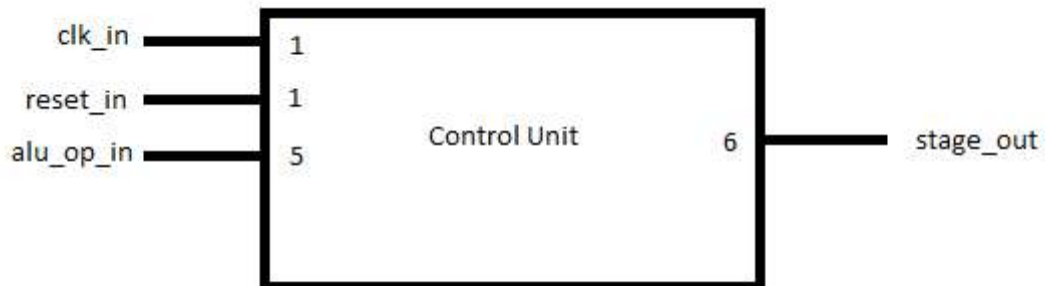 clk_in
1
reset_in
1
alu_op_in
5
Control Unit
6
stage_out